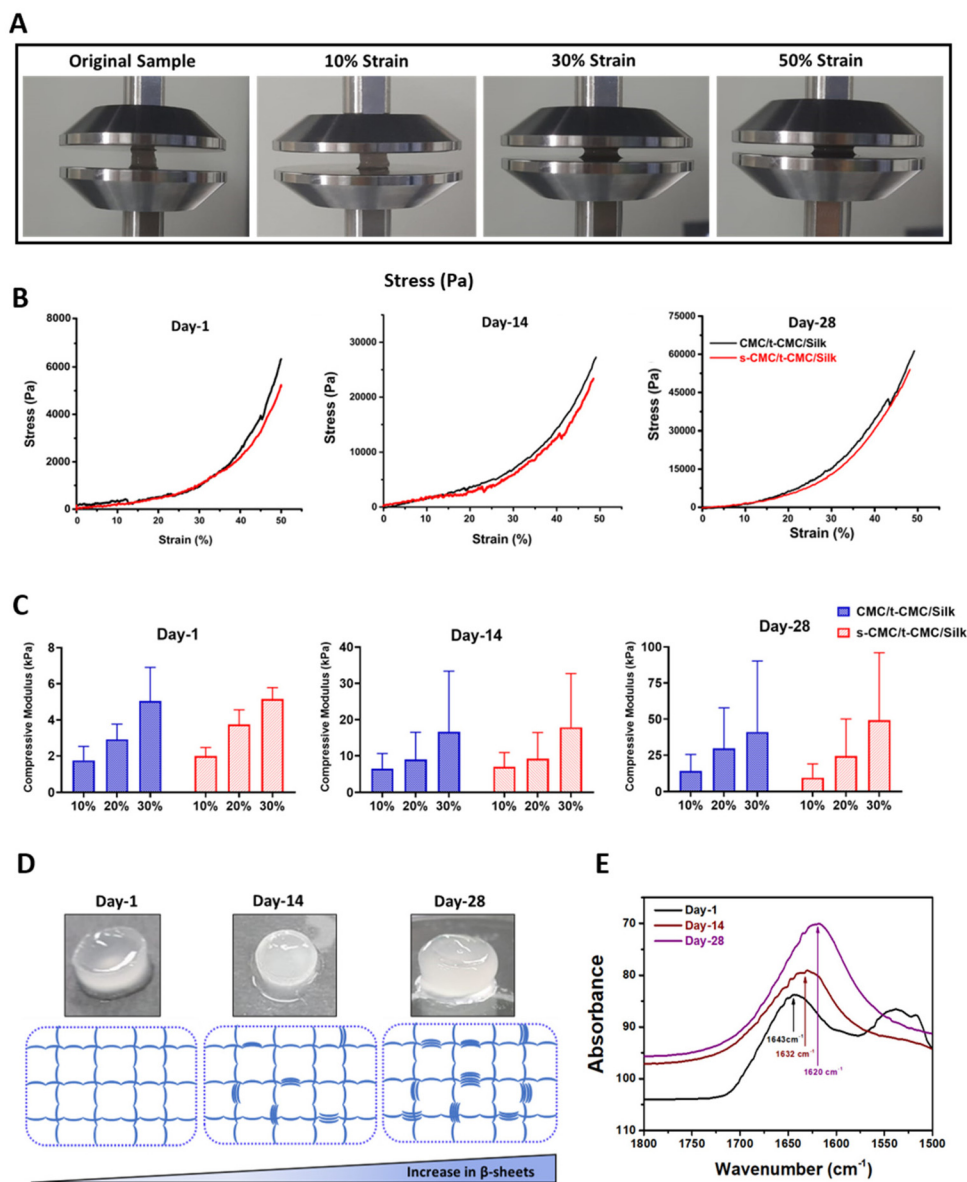 A
Original Sample 10% Strain 30% Strain 50% Strain
Stress (Pa)
B
Day-1
Stress (Pa)
8000
6000
4000
2000
0
0 10 20 30 40 50
Strain (%)
Day-14
Stress (Pa)
30000
20000
10000
0
0 10 20 30 40 50
Strain (%)
Day-28
CMC/t-CMC/Silk
s-CMC/t-CMC/Silk
Stress (Pa)
75000
60000
45000
30000
15000
0
0 10 20 30 40 50
Strain (%)
C
CMC/t-CMC/Silk
s-CMC/t-CMC/Silk
Day-1
Compressive Modulus (kPa)
8
6
4
2
0
10% 20% 30% 10% 20% 30%
Day-14
Compressive Modulus (kPa)
40
30
20
10
0
10% 20% 30% 10% 20% 30%
Day-28
Compressive Modulus (kPa)
100
75
50
25
0
10% 20% 30% 10% 20% 30%
D
Day-1 Day-14 Day-28
Increase in β-sheets
E
Day-1
Day-14
Day-28
Absorbance
70
80
90
100
110
1643cm⁻¹
1632 cm⁻¹
1620 cm⁻¹
1800 1750 1700 1650 1600 1550 1500
Wavenumber (cm⁻¹)